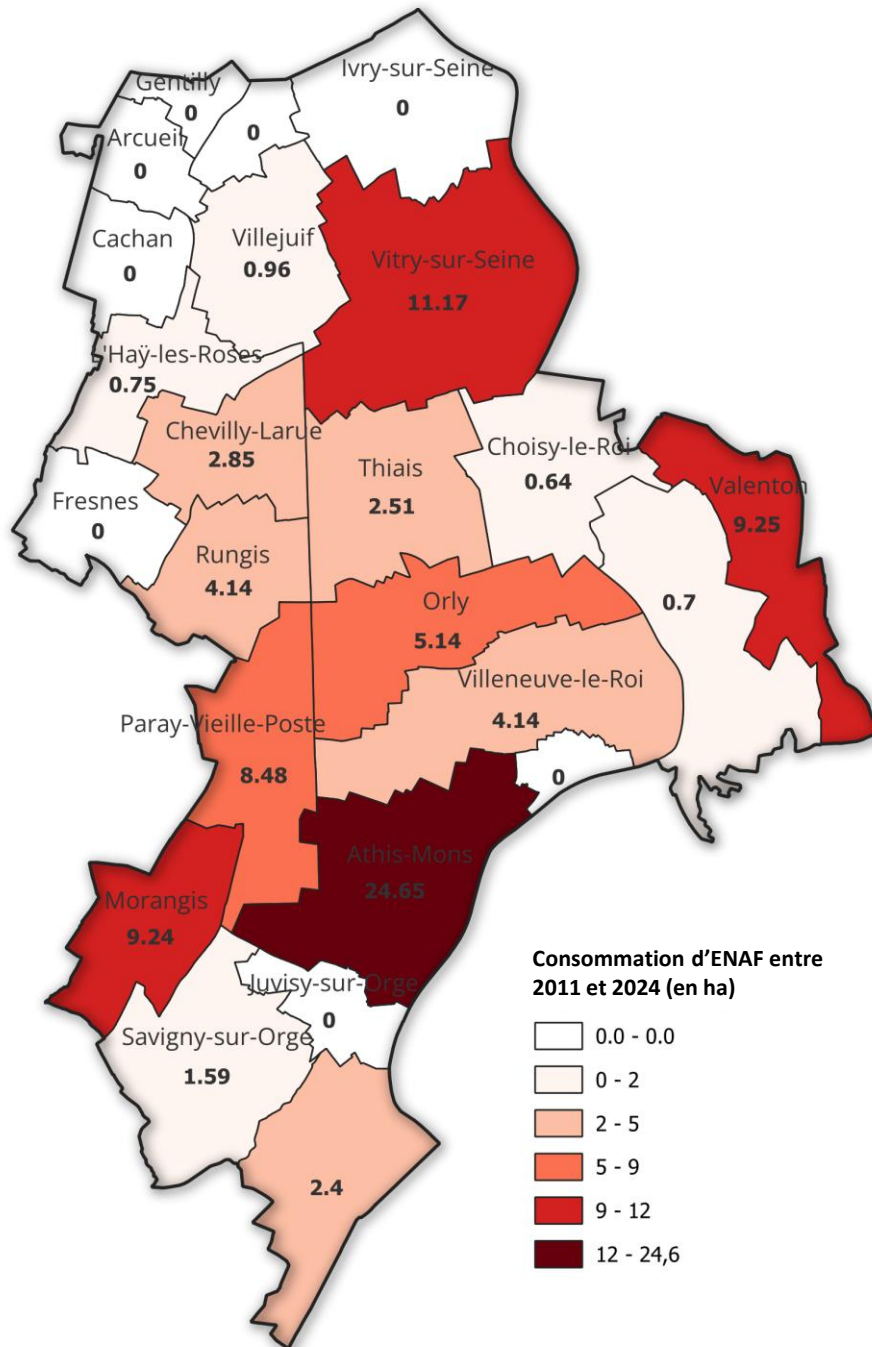 Ivry-sur-Seine
0
Gentilly
0
0
Arcueil
0
Cachan
0
Villejuif
0.96
Vitry-sur-Seine
11.17
L'Haÿ-les-Roses
0.75
Chevilly-Larue
2.85
Thiais
2.51
Choisy-le-Roi
0.64
Valenton
9.25
Fresnes
0
Rungis
4.14
Orly
5.14
0.7
Villeneuve-le-Roi
4.14
Paray-Vieille-Poste
8.48
0
Athis-Mons
24.65
Morangis
9.24
Juvisy-sur-Orge
0
Savigny-sur-Orge
1.59
2.4
Consommation d’ENAF entre
2011 et 2024 (en ha)
0.0 - 0.0
0 - 2
2 - 5
5 - 9
9 - 12
12 - 24,6